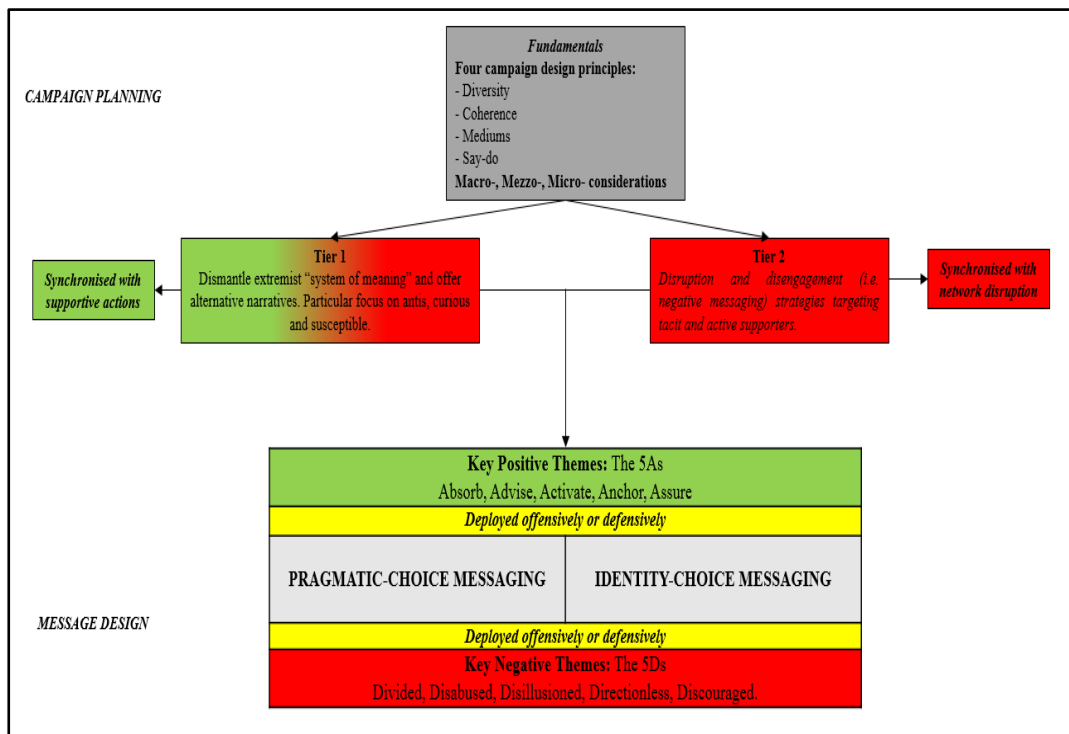 Fundamentals
Four campaign design principles:
- Diversity
- Coherence
- Mediums
- Say-do
Macro-, Mezzo-, Micro- considerations
CAMPAIGN PLANNING
Synchronised with
supportive actions
Tier 1
Dismantle extremist “system of meaning” and offer
alternative narratives. Particular focus on antis, curious
and susceptible.
Tier 2
Disruption and disengagement (i.e.
negative messaging) strategies targeting
tacit and active supporters.
Synchronised with
network disruption
Key Positive Themes: The 5As
Absorb, Advise, Activate, Anchor, Assure
Deployed offensively or defensively
PRAGMATIC-CHOICE MESSAGING
IDENTITY-CHOICE MESSAGING
MESSAGE DESIGN
Deployed offensively or defensively
Key Negative Themes: The 5Ds
Divided, Disabused, Disillusioned, Directionless, Discouraged.